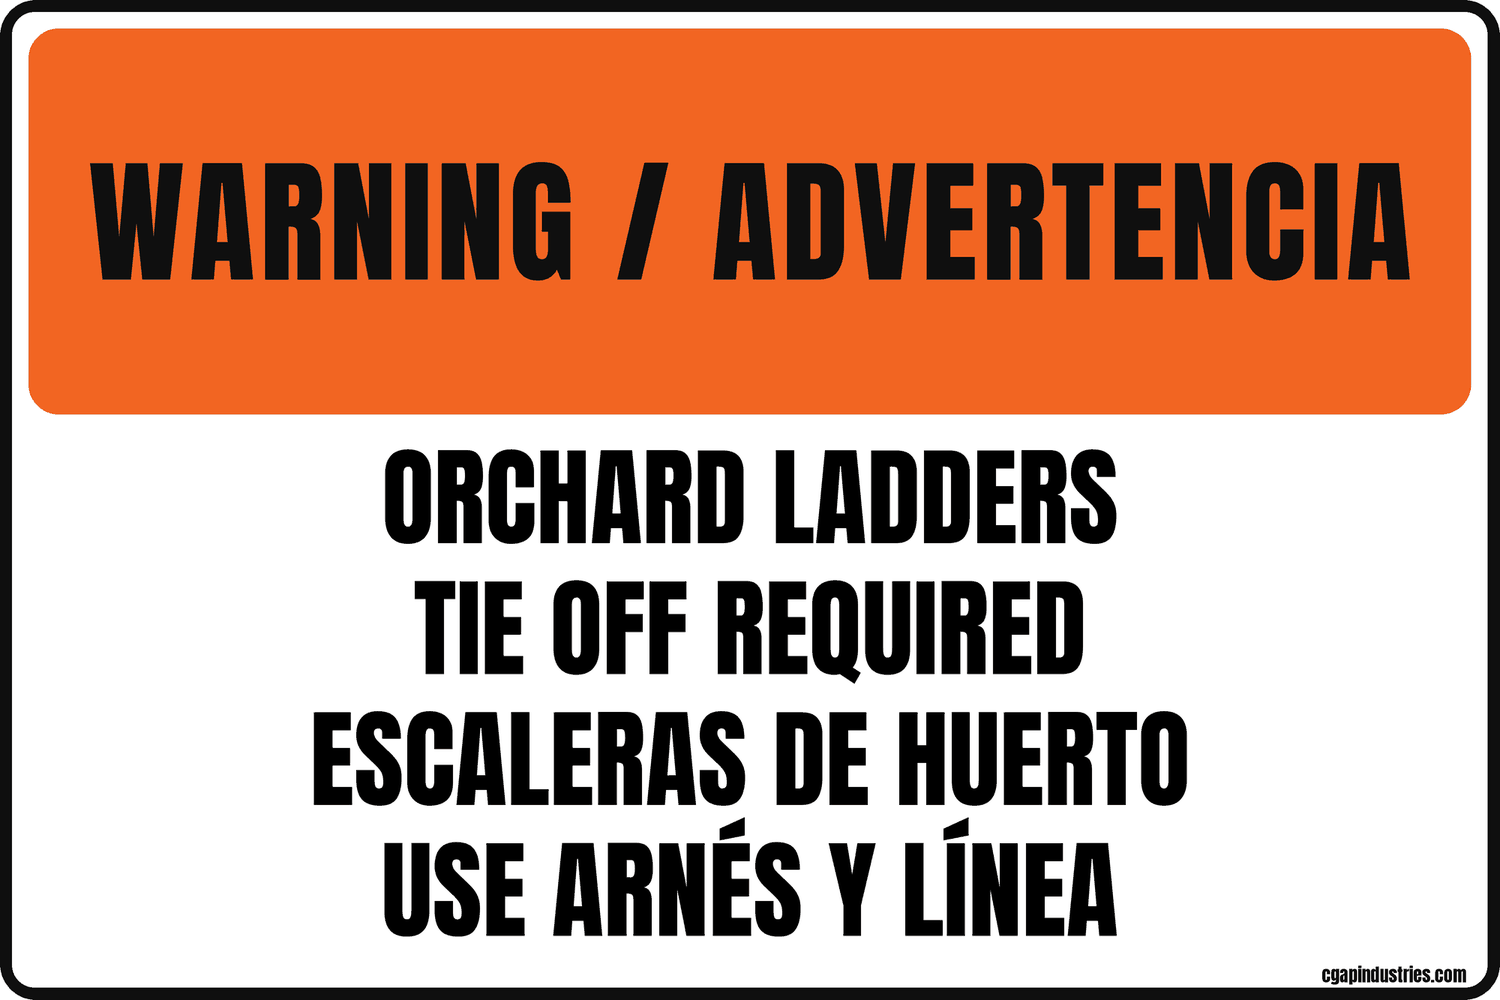 WARNING / ADVERTENCIA
ORCHARD LADDERS
TIE OFF REQUIRED
ESCALERAS DE HUERTO
USE ARNÉS Y LÍNEA
cgapindustries.com